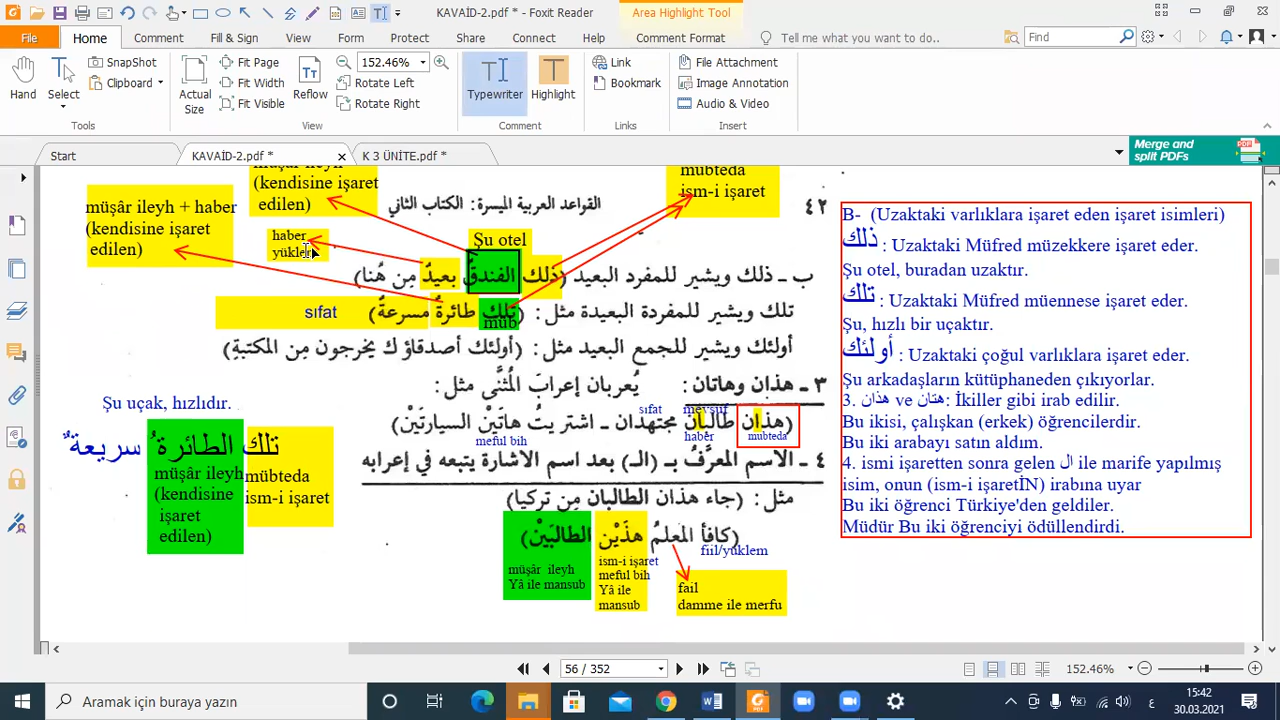 KAVAİD-2.pdf * - Foxit Reader
Area Highlight Tool
File
Home
Comment
Fill & Sign
View
Form
Protect
Share
Connect
Help
Comment Format
Tell me what you want to do..
Find
Hand
Select
SnapShot
Clipboard
Actual Size
Fit Page
Fit Width
Fit Visible
Reflow
152.46%
Rotate Left
Rotate Right
Typewriter
Highlight
Link
Bookmark
File Attachment
Image Annotation
Audio & Video
Tools
View
Comment
Links
Insert
Start
KAVAİD-2.pdf *
K 3 ÜNİTE.pdf *
Merge and split PDFs
müşâr ileyh
(kendisine işaret
edilen)
mübteda
ism-i işaret
müşâr ileyh + haber
(kendisine işaret
edilen)
haber
Şu otel
٤٢ القواعد العربية الميسرة: الكتاب الثاني
ب ـ ذلك ويشير للمفرد البعيد (ذلك الفندقُ بعيدٌ مِن هُنا)
تلك ويشير للمفردة البعيدة مثل: (تلك طائرةٌ مسرعةٌ)
sıfat
müb
أولئك ويشير للجمع البعيد مثل: (أولئك أصدقاؤك يخرجون مِن المكتبةِ)
٣ ـ هذان وهاتان: يُعربان إعرابَ المُثنَّى مثل:
sıfat
mevsuf
(هذان طالبان مجتهدان ـ اشتريتُ هاتَيْن السيارتَيْن)
meful bih
haber
mübteda
٤ ـ الاسم المعرَّفُ بـ (الـ) بعد اسم الاشارة يتبعه في إعرابه
مثل: (جاء هذان الطالبان مِن تركيا)
(كافأ المعلمُ هذَيْن الطالبَيْن)
fiil/yüklem
müşâr ileyh
Yâ ile mansub
ism-i işaret
meful bih
Yâ ile
mansub
fail
damme ile merfu
Şu uçak, hızlıdır.
تلك الطائرةُ سريعةٌ
müşâr ileyh
(kendisine
işaret
edilen)
mübteda
ism-i işaret
B- (Uzaktaki varlıklara işaret eden işaret isimleri)
ذلك : Uzaktaki Müfred müzekkere işaret eder.
Şu otel, buradan uzaktır.
تلك : Uzaktaki Müfred müennese işaret eder.
Şu, hızlı bir uçaktır.
أولئك : Uzaktaki çoğul varlıklara işaret eder.
Şu arkadaşların kütüphaneden çıkıyorlar.
3. هذان ve هتان : İkiller gibi irab edilir.
Bu ikisi, çalışkan (erkek) öğrencilerdir.
Bu iki arabayı satın aldım.
4. ismi işaretten sonra gelen ال ile marife yapılmış
isim, onun (ism-i işaretİN) irabına uyar
Bu iki öğrenci Türkiye'den geldiler.
Müdür Bu iki öğrenciyi ödüllendirdi.
56 / 352
152.46%
Aramak için buraya yazın
15:42
30.03.2021